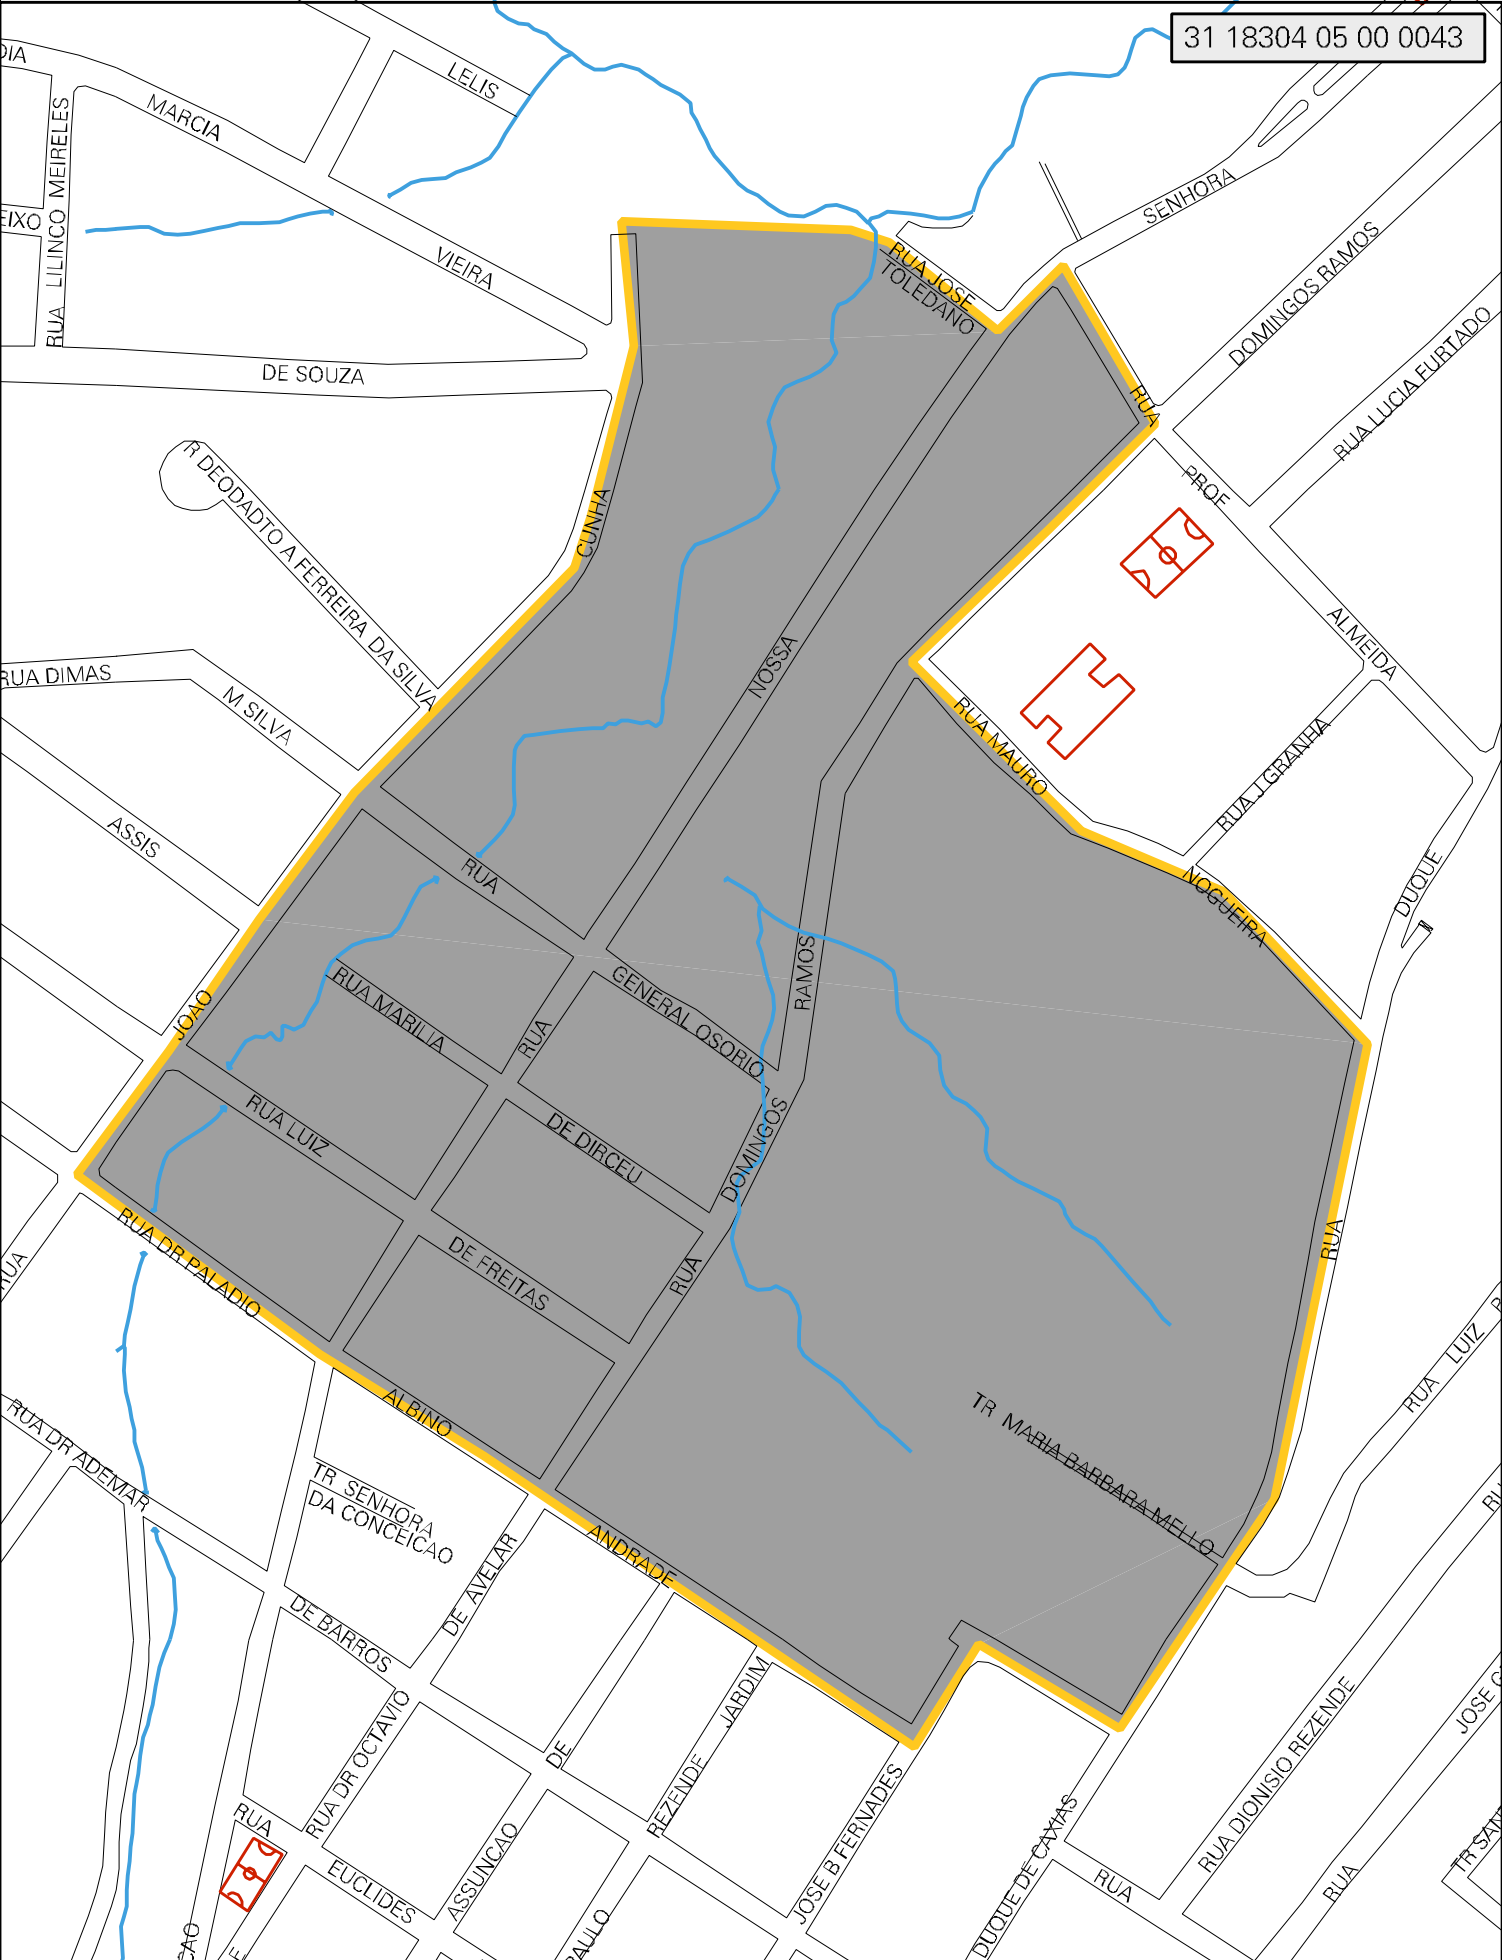 31 18304 05 00 0043
LELIS
MARCIA
RUA LILINCO MEIRELES
EIXO
VIEIRA
SENHORA
RUA JOSE
TOLEDANO
DOMINGOS RAMOS
DE SOUZA
RUA LUCIA FURTADO
RUA
R DEODADTO A FERREIRA DA SILVA
CUNHA
PROF
ALMEIDA
RUA DIMAS
M SILVA
NOSSA
RUA MAURO
RUA J GRANHA
ASSIS
RUA
DUQUE
NOGUEIRA
RAMOS
GENERAL OSORIO
JOAO
RUA MARILIA
RUA
RUA LUIZ
DE DIRCEU
DOMINGOS
RUA DR PALADIO
DE FREITAS
RUA
RUA
RUA
RUA LUIZ
ALBINO
TR MARIA BARBARA MELLO
RUA DR ADEMAR
TR SENHORA
DA CONCEICAO
ANDRADE
DE AVELAR
DE BARROS
JARDIM
RUA DR OCTAVIO
DE
REZENDE
RUA DIONISIO REZENDE
JOSE B FERNADES
DUQUE DE CAXIAS
RUA
EUCLIDES
ASSUNCAO
RUA
RUA
TR SAN
PAULO